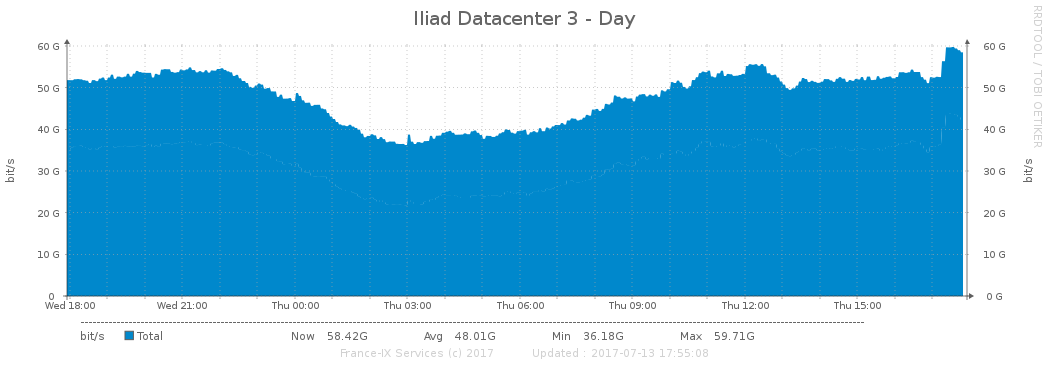 Iliad Datacenter 3 - Day
RRDTOOL / TOBI OETIKER
60 G 60 G
50 G 50 G
40 G 40 G
30 G 30 G
20 G 20 G
10 G 10 G
0 0 G
bit/s bit/s
Wed 18:00 Wed 21:00 Thu 00:00 Thu 03:00 Thu 06:00 Thu 09:00 Thu 12:00 Thu 15:00
bit/s Total Now 58.42G Avg 48.01G Min 36.18G Max 59.71G
France-IX Services (c) 2017 Updated : 2017-07-13 17:55:08